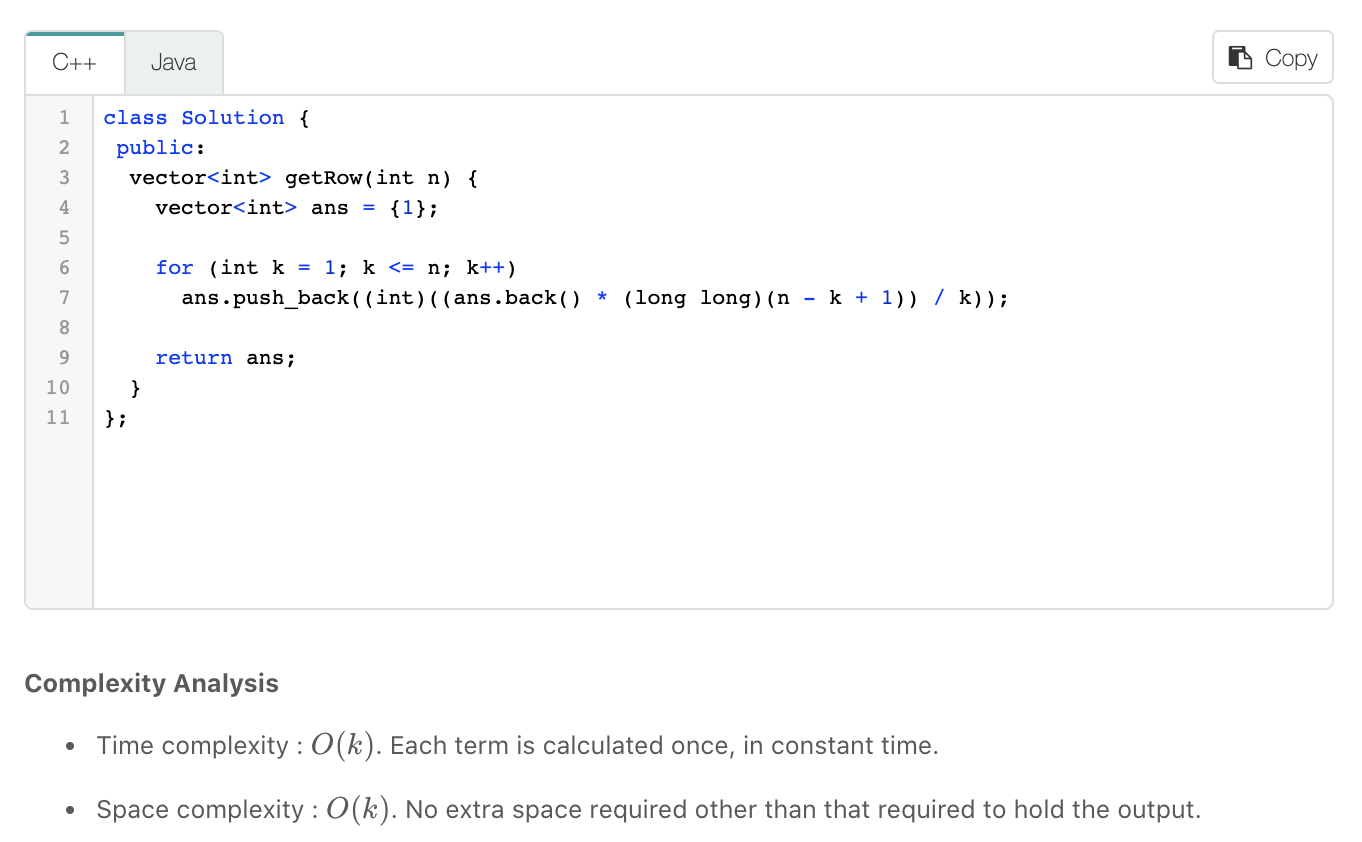 C++
Java
Copy
1 class Solution {
2  public:
3   vector<int> getRow(int n) {
4     vector<int> ans = {1};
5
6     for (int k = 1; k <= n; k++)
7       ans.push_back((int)((ans.back() * (long long)(n - k + 1)) / k));
8
9     return ans;
10   }
11 };
Complexity Analysis
• Time complexity : O(k). Each term is calculated once, in constant time.
• Space complexity : O(k). No extra space required other than that required to hold the output.